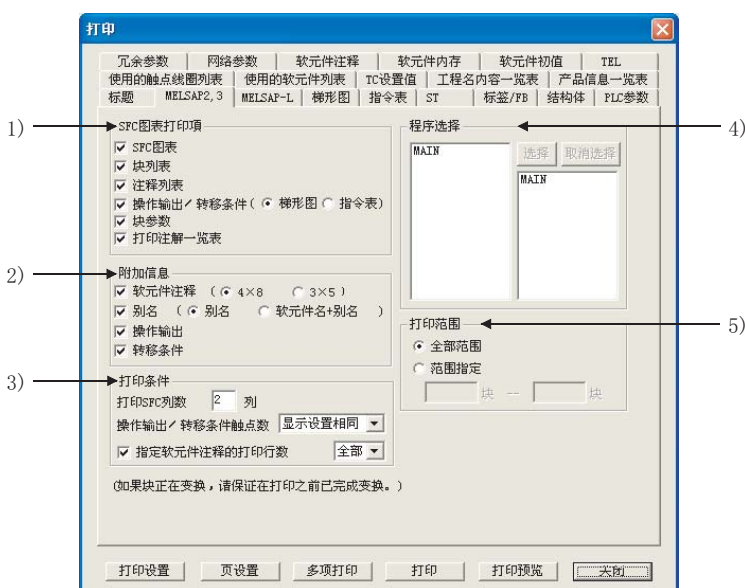 打印
冗余参数 网络参数 软元件注释 软元件内存 软元件初值 TEL
使用的触点线圈列表 使用的软元件列表 TC设置值 工程名内容一览表 产品信息一览表
标题 MELSAP2,3 MELSAP-L 梯形图 指令表 ST 标签/FB 结构体 PLC参数
1)
SFC图表打印项
SFC图表
块列表
注释列表
操作输出/转移条件( 梯形图 指令表)
块参数
打印注解一览表
2)
附加信息
软元件注释 ( 4×8 3×5 )
别名 ( 别名 软元件名+别名 )
操作输出
转移条件
3)
打印条件
打印SFC列数 2 列
操作输出/转移条件触点数 显示设置相同
指定软元件注释的打印行数 全部
(如果块正在变换,请保证在打印之前已完成变换。)
程序选择
4)
MAIN
选择 取消选择
MAIN
打印范围
5)
全部范围
范围指定
块 -- 块
打印设置 页设置 多项打印 打印 打印预览 关闭